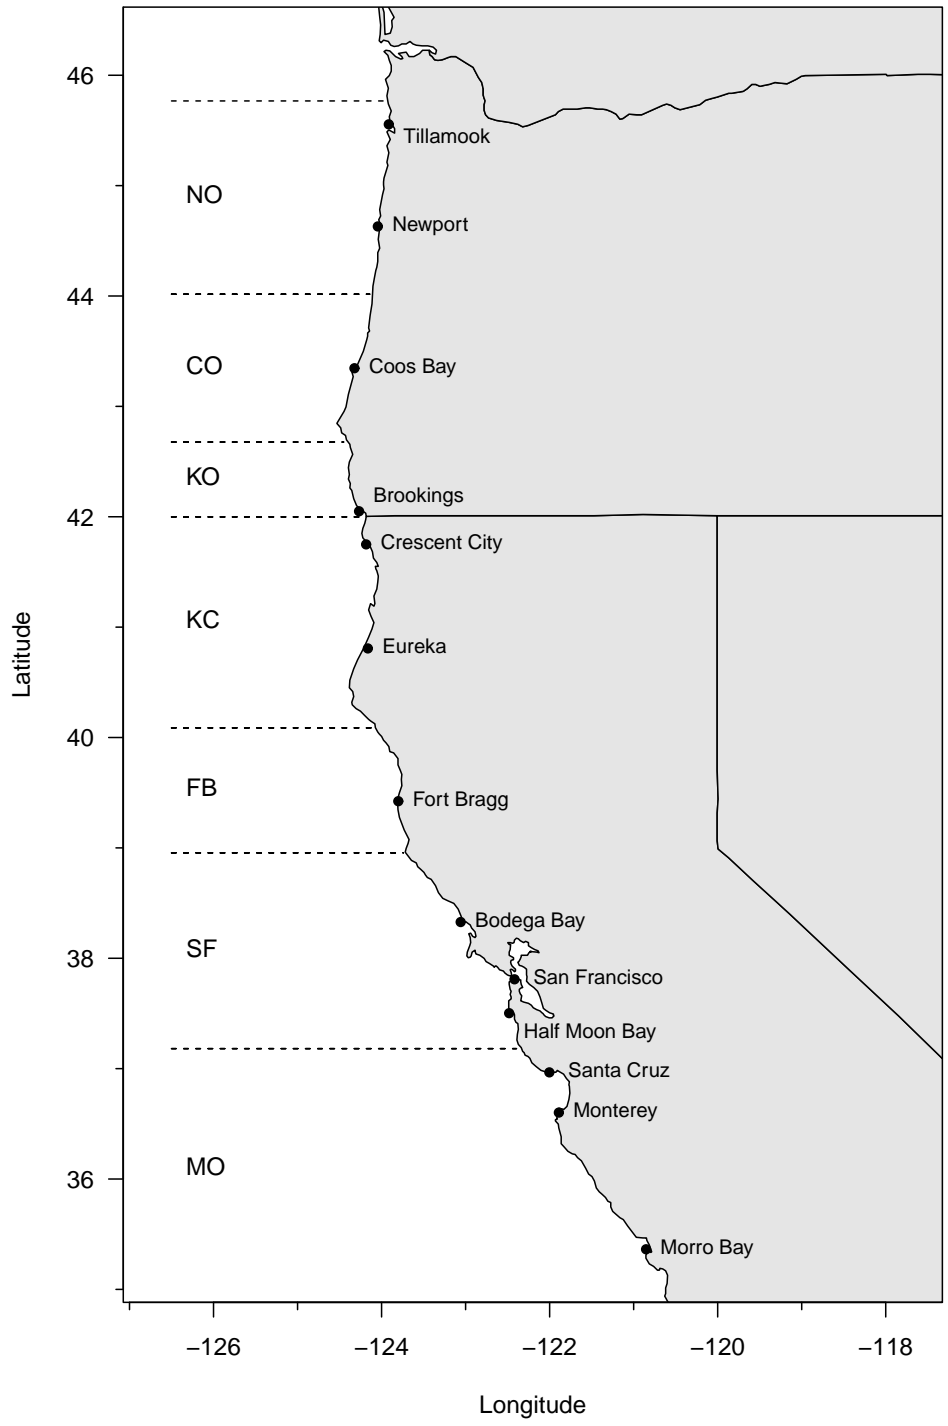 46
Tillamook
NO
Newport
44
CO
Coos Bay
KO
Brookings
42
Crescent City
KC
Eureka
Latitude
40
FB
Fort Bragg
Bodega Bay
SF
38
San Francisco
Half Moon Bay
Santa Cruz
Monterey
MO
36
Morro Bay
−126 −124 −122 −120 −118
Longitude